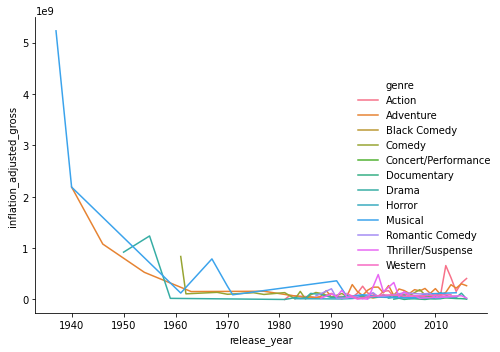 1e9
5
4
3
2
1
0
inflation_adjusted_gross
1940
1950
1960
1970
1980
1990
2000
2010
release_year
genre
Action
Adventure
Black Comedy
Comedy
Concert/Performance
Documentary
Drama
Horror
Musical
Romantic Comedy
Thriller/Suspense
Western